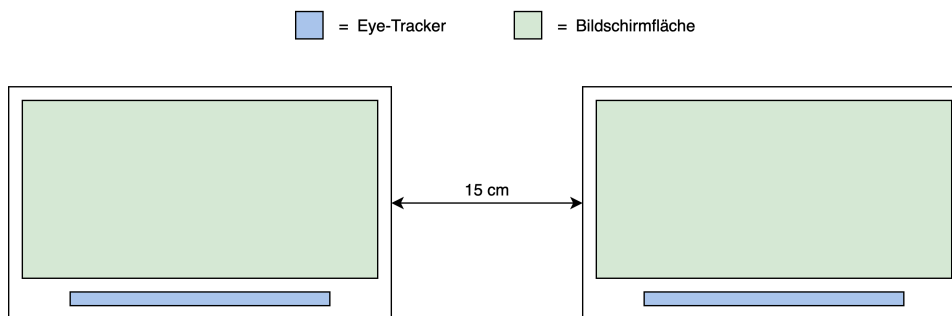 = Eye-Tracker = Bildschirmfläche
15 cm